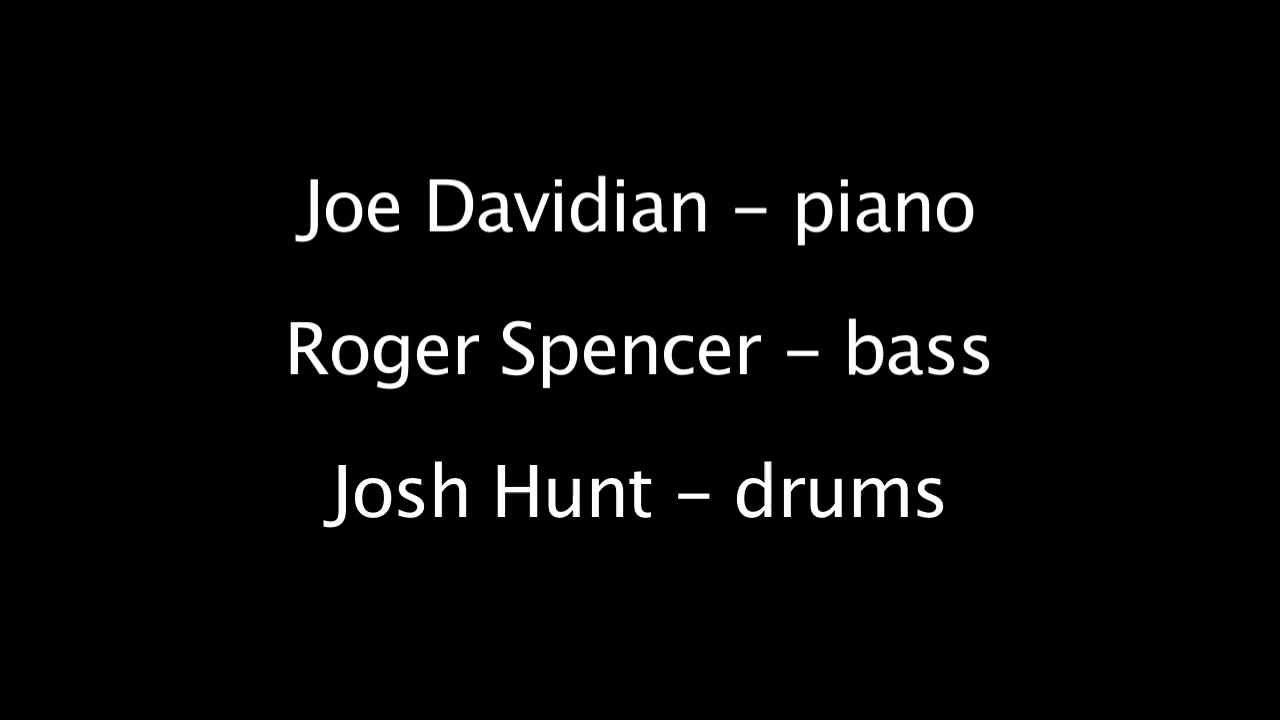 Joe Davidian – piano
Roger Spencer – bass
Josh Hunt – drums